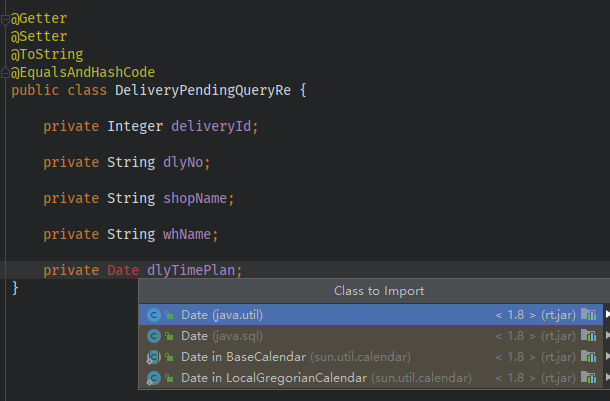 @Getter
@Setter
@ToString
@EqualsAndHashCode
public class DeliveryPendingQueryRe {
private Integer deliveryId;
private String dlyNo;
private String shopName;
private String whName;
private Date dlyTimePlan;
}
Class to Import
Date (java.util) < 1.8 > (rt.jar)
Date (java.sql) < 1.8 > (rt.jar)
Date in BaseCalendar (sun.util.calendar) < 1.8 > (rt.jar)
Date in LocalGregorianCalendar (sun.util.calendar) < 1.8 > (rt.jar)